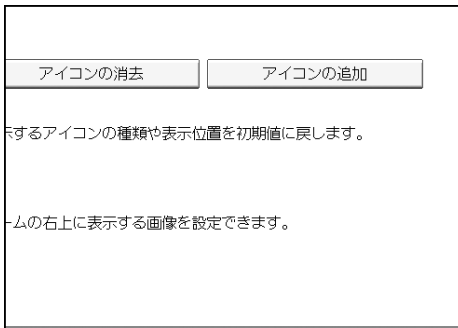 アイコンの消去 アイコンの追加
示するアイコンの種類や表示位置を初期値に戻します。
ームの右上に表示する画像を設定できます。